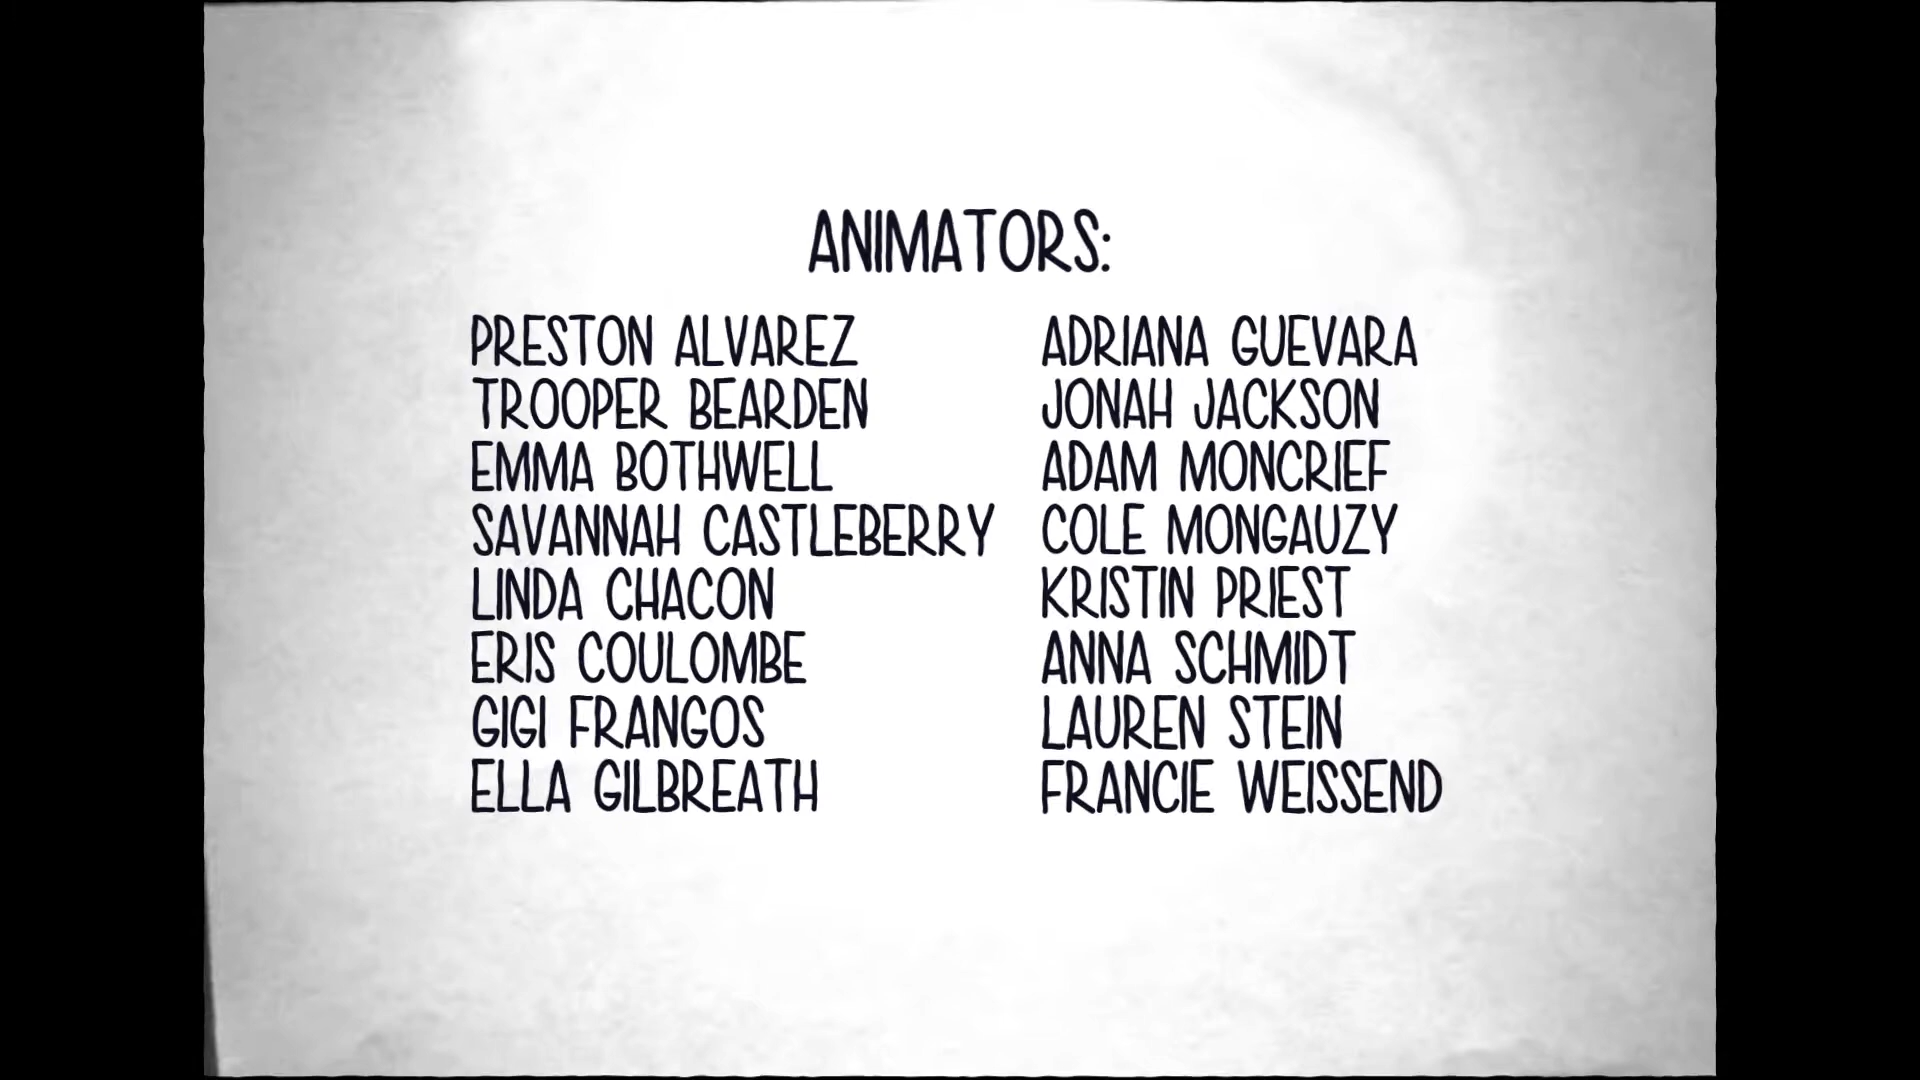 ANIMATORS:
PRESTON ALVAREZ
TROOPER BEARDEN
EMMA BOTHWELL
SAVANNAH CASTLEBERRY
LINDA CHACON
ERIS COULOMBE
GIGI FRANGOS
ELLA GILBREATH
ADRIANA GUEVARA
JONAH JACKSON
ADAM MONCRIEF
COLE MONGAUZY
KRISTIN PRIEST
ANNA SCHMIDT
LAUREN STEIN
FRANCIE WEISSEND